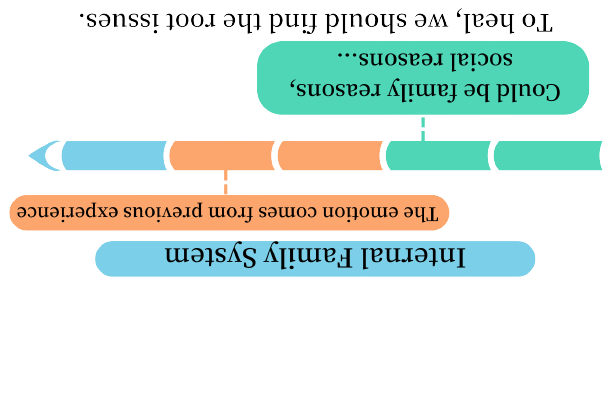 Internal Family System
The emotion comes from previous experience
Could be family reasons,
social reasons...
To heal, we should find the root issues.